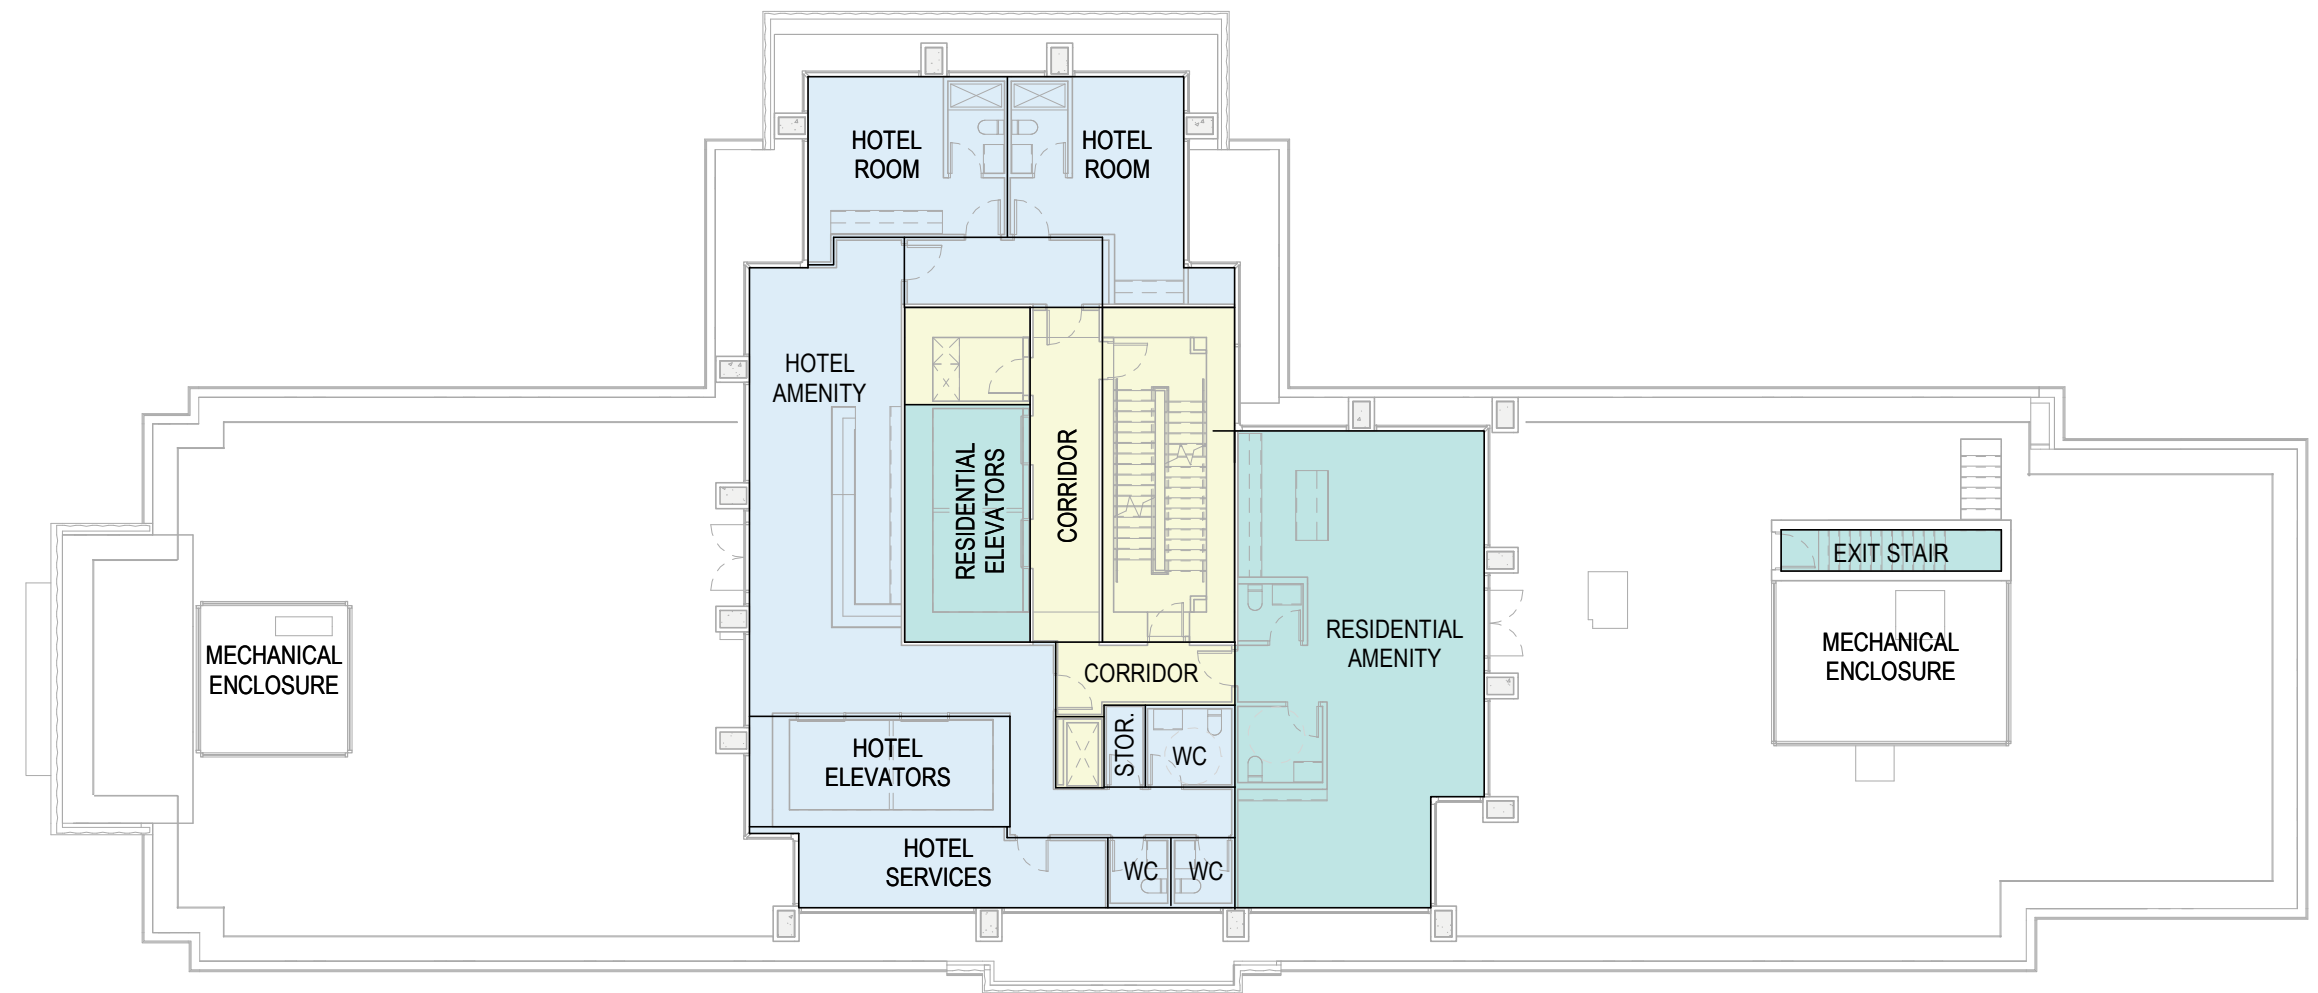 HOTEL
ROOM
HOTEL
ROOM
HOTEL
AMENITY
RESIDENTIAL
ELEVATORS
CORRIDOR
EXIT STAIR
RESIDENTIAL
AMENITY
MECHANICAL
ENCLOSURE
MECHANICAL
ENCLOSURE
CORRIDOR
HOTEL
ELEVATORS
STOR.
WC
HOTEL
SERVICES
WC
WC